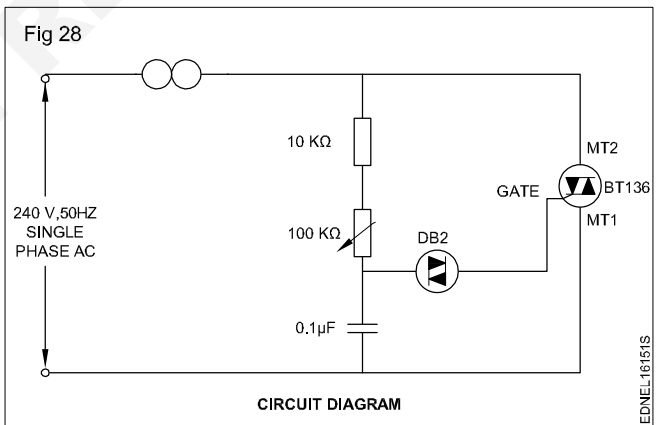 Fig 28
10 KΩ
MT2
GATE
BT136
MT1
240 V,50HZ
SINGLE
PHASE AC
100 KΩ
DB2
0.1µF
CIRCUIT DIAGRAM
EDNEL16151S